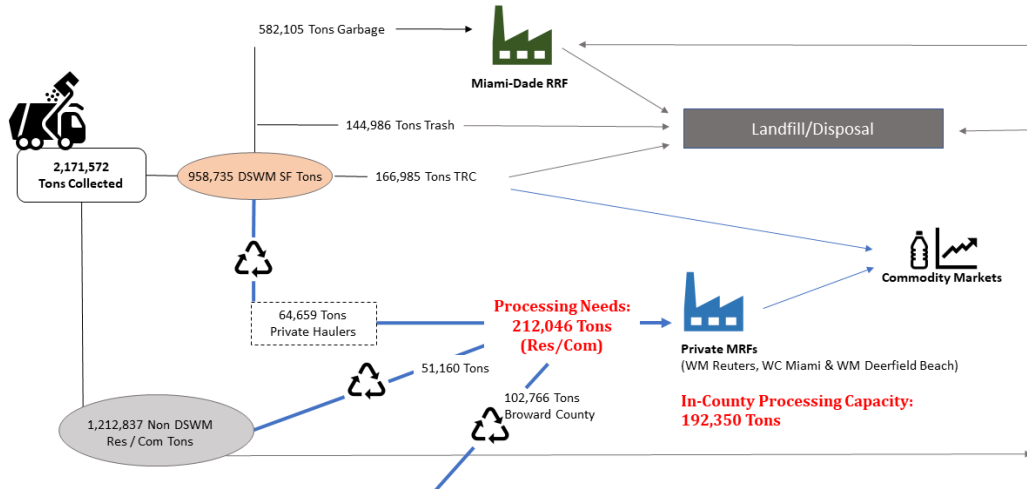 582,105 Tons Garbage
Miami-Dade RRF
144,986 Tons Trash
Landfill/Disposal
2,171,572
Tons Collected
958,735 DSWM SF Tons
166,985 Tons TRC
Commodity Markets
64,659 Tons
Private Haulers
Processing Needs:
212,046 Tons
(Res/Com)
Private MRFs
(WM Reuters, WC Miami & WM Deerfield Beach)
51,160 Tons
102,766 Tons
Broward County
In-County Processing Capacity:
192,350 Tons
1,212,837 Non DSWM
Res / Com Tons